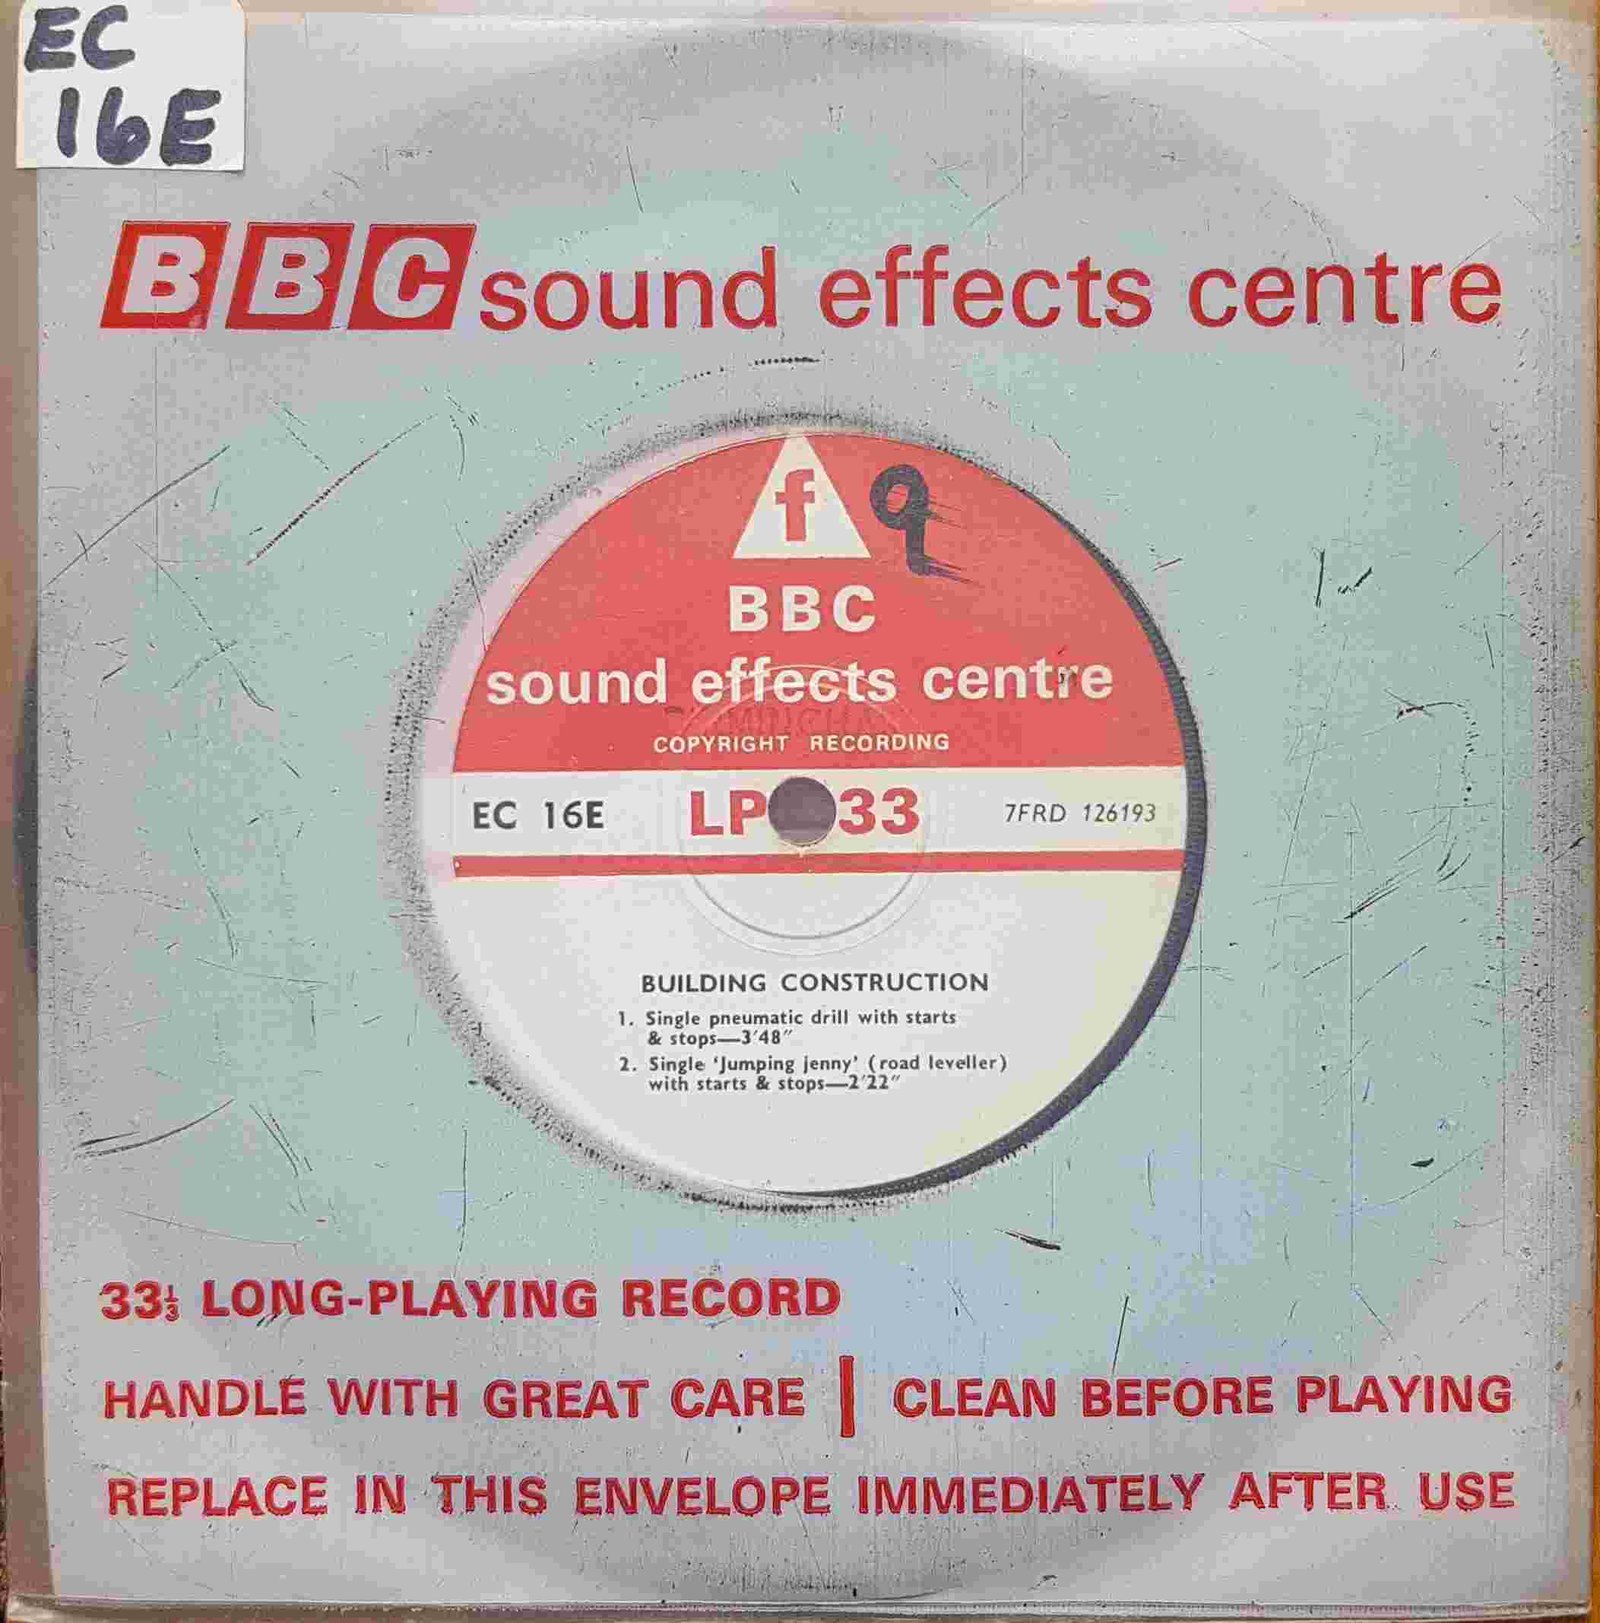 EC
16E
BBC sound effects centre
f 9
BBC
sound effects centre
COPYRIGHT RECORDING
EC 16E LP 33 7FRD 126193
BUILDING CONSTRUCTION
1. Single pneumatic drill with starts
& stops—3′48″
2. Single ‘Jumping jenny’ (road leveller)
with starts & stops—2′22″
33⅓ LONG-PLAYING RECORD
HANDLE WITH GREAT CARE | CLEAN BEFORE PLAYING
REPLACE IN THIS ENVELOPE IMMEDIATELY AFTER USE